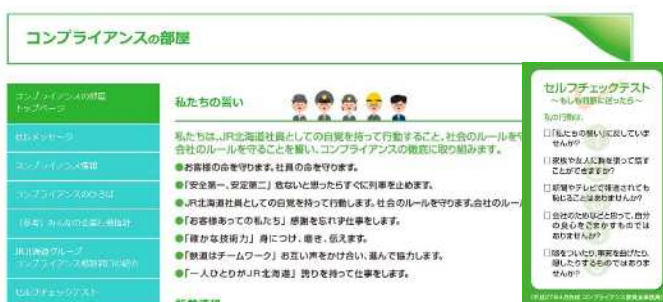 コンプライアンスの部屋
コンプライアンスの部屋
トップページ
コンプライアンス情報
コンプライアンスのひろば
JR北海道グループ
コンプライアンス相談窓口の紹介
セルフチェックテスト
私たちの誓い
私たちは、JR北海道社員としての自覚を持って行動すること、社会のルールを守
会社のルールを守ることを誓い、コンプライアンスの徹底に取り組みます。
●お客様の命を守ります。社員の命を守ります。
●「安全第一、安定第二」危ないと思ったらすぐに列車を止めます。
●JR北海道社員としての自覚を持って行動します。社会のルールを守ります。会社のルー
●「お客様あっての私たち」感謝を忘れず仕事をします。
●「確かな技術力」身につけ、磨き、伝えます。
●「鉄道はチームワーク」お互い声をかけ合い、進んで協力します。
●「一人ひとりがJR北海道」誇りを持って仕事をします。
セルフチェックテスト
～もしも判断に迷ったら～
私の行動は、
□「私たちの誓い」に反していま
せんか?
□家族や友人に胸を張って話す
ことができますか?
□新聞やテレビで報道されても
恥じることはありませんか?
□会社のためなどと思って、自分
の良心をごまかすものでは
ありませんか?
□嘘をついたり、事実を曲げたり、
隠したりするものではありま
せんか?